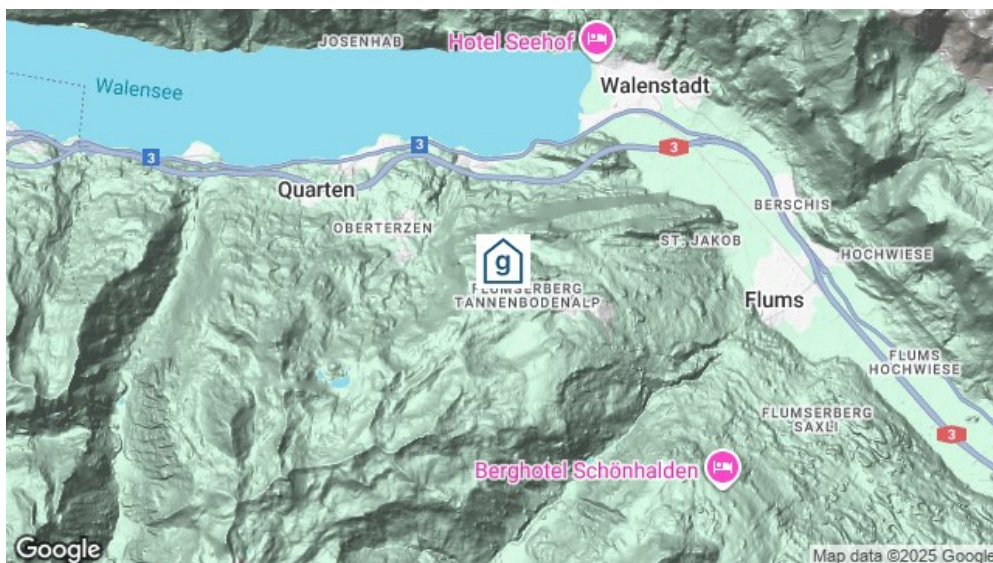 JOSENHAB
Hotel Seehof
Walensee
Walenstadt
3
3
3
Quarten
BERSCHIS
OBERTERZEN
ST. JAKOB
HOCHWIESE
g
FLUMSERBERG
TANNENBODENALP
Flums
FLUMS
HOCHWIESE
FLUMSERBERG
SAXLI
3
Berghotel Schönhalden
Google
Map data ©2025 Google